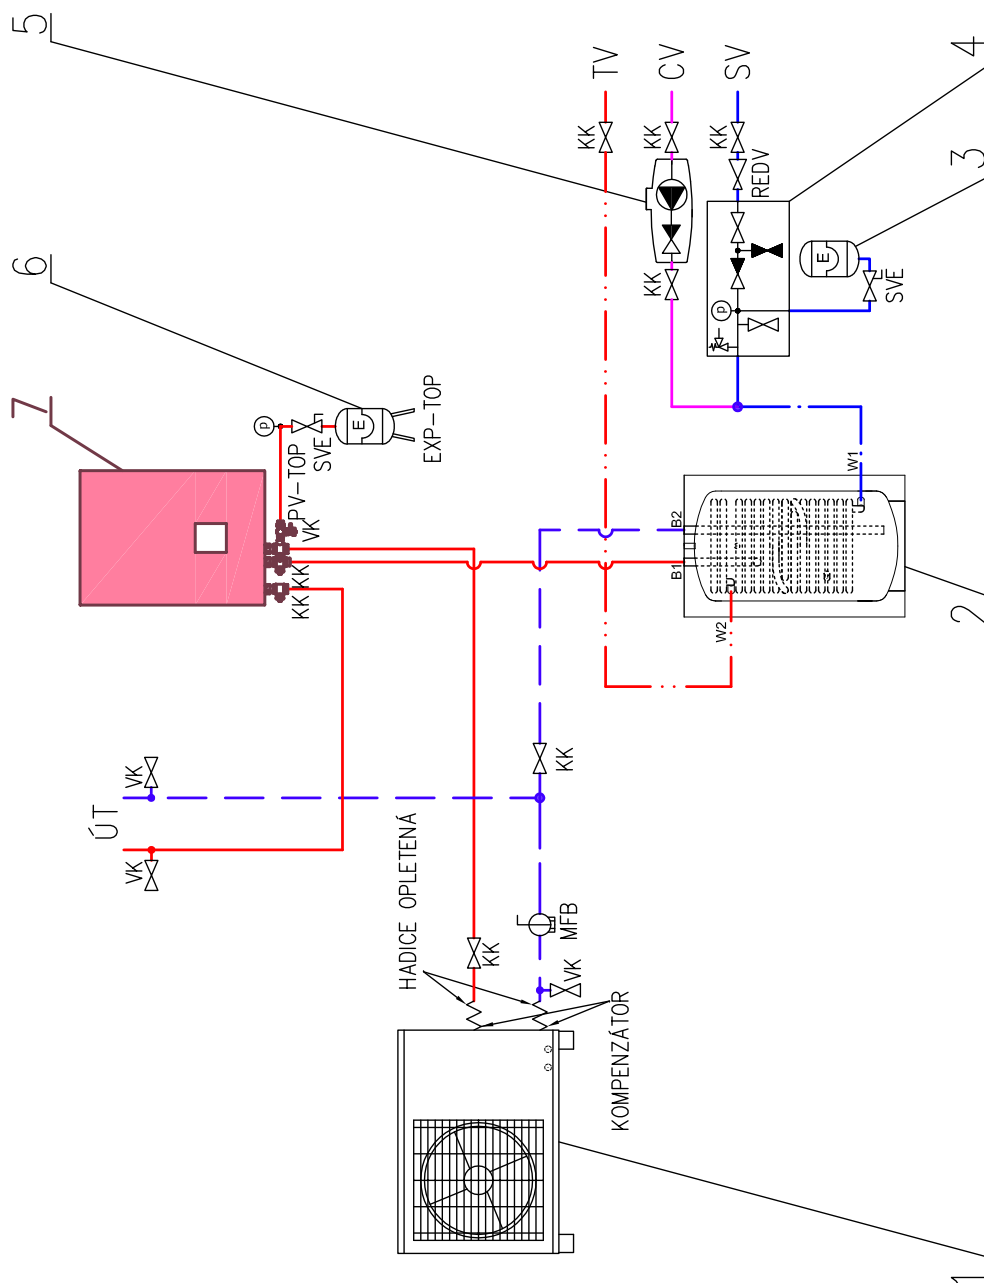 5
6
7
TV
CV
SV
4
3
KK
KK
KK
REDV
KK
P
E
SVE
P
E
PV-TOP
SVE
EXP-TOP
VK
KK
KK
W1
B2
B1
W2
2
ÚT
VK
VK
KK
HADICE OPLETENÁ
MFB
KK
VK
KOMPENZÁTOR
1